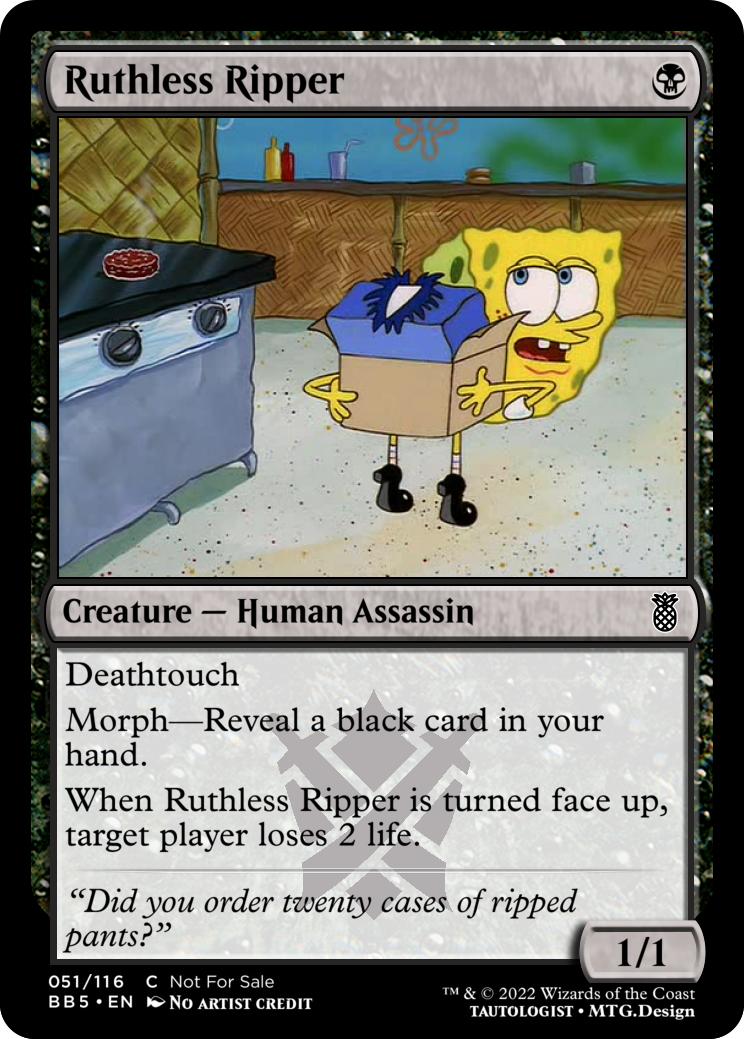 Ruthless Ripper
Creature — Human Assassin
Deathtouch
Morph—Reveal a black card in your
hand.
When Ruthless Ripper is turned face up,
target player loses 2 life.
“Did you order twenty cases of ripped
pants?”
1/1
051/116 C Not For Sale
BB5 • EN No artist credit
™ & © 2022 Wizards of the Coast
TAUTOLOGIST • MTG.Design